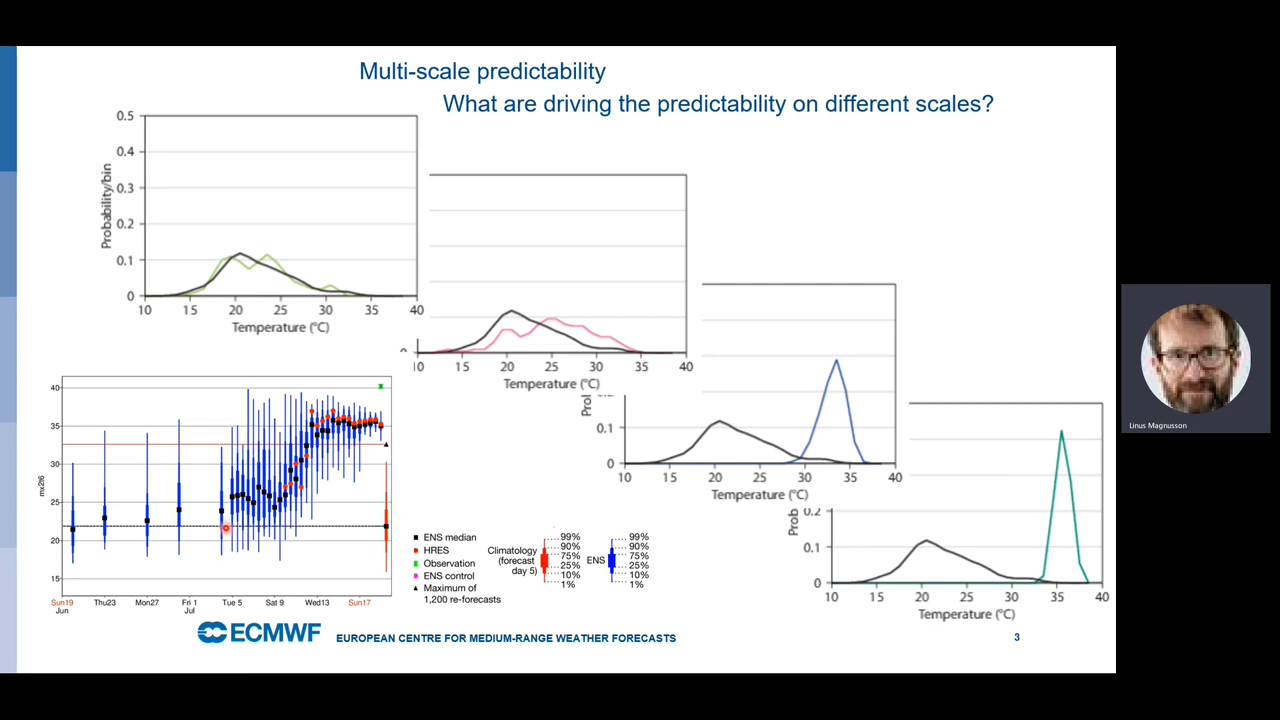 Multi-scale predictability
What are driving the predictability on different scales?
0.5
0.4
0.3
0.2
0.1
0
Probability/bin
10 15 20 25 30 35 40
Temperature (°C)
10 15 20 25 30 35 40
Temperature (°C)
0.1
0
10 15 20 25 30 35 40
Temperature (°C)
0.2
0.1
0
10 15 20 25 30 35 40
Temperature (°C)
40
35
30
25
20
15
mx2t6
Sun19 Thu23 Mon27 Fri 1 Tue 5 Sat 9 Wed13 Sun17
Jun Jul
ENS median
HRES
Observation
ENS control
Maximum of
1,200 re-forecasts
Climatology
(forecast
day 5)
99%
90%
75%
25%
10%
1%
ENS
99%
90%
75%
25%
10%
1%
ECMWF EUROPEAN CENTRE FOR MEDIUM-RANGE WEATHER FORECASTS
3
Linus Magnusson